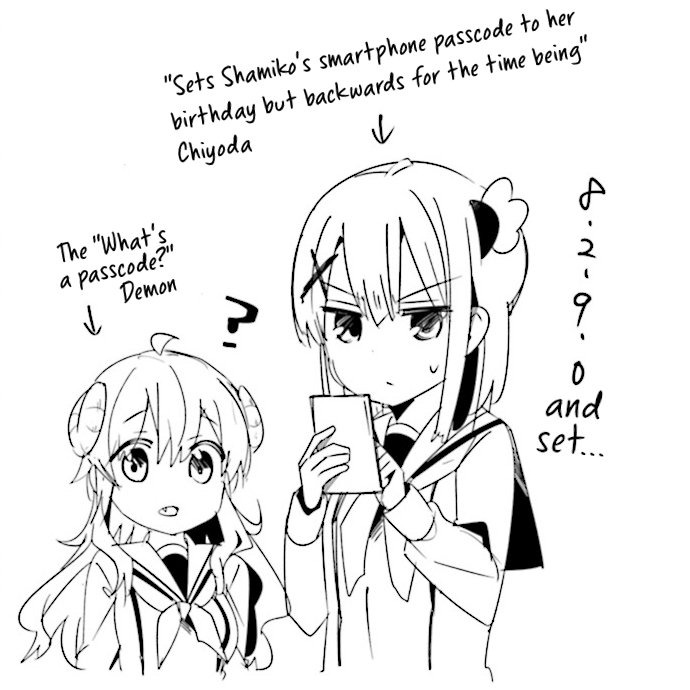 "Sets Shamiko's smartphone passcode to her
birthday but backwards for the time being"
Chiyoda
The "What's
a passcode?"
Demon
?
8
.
2
-
9
.
0
and
set...